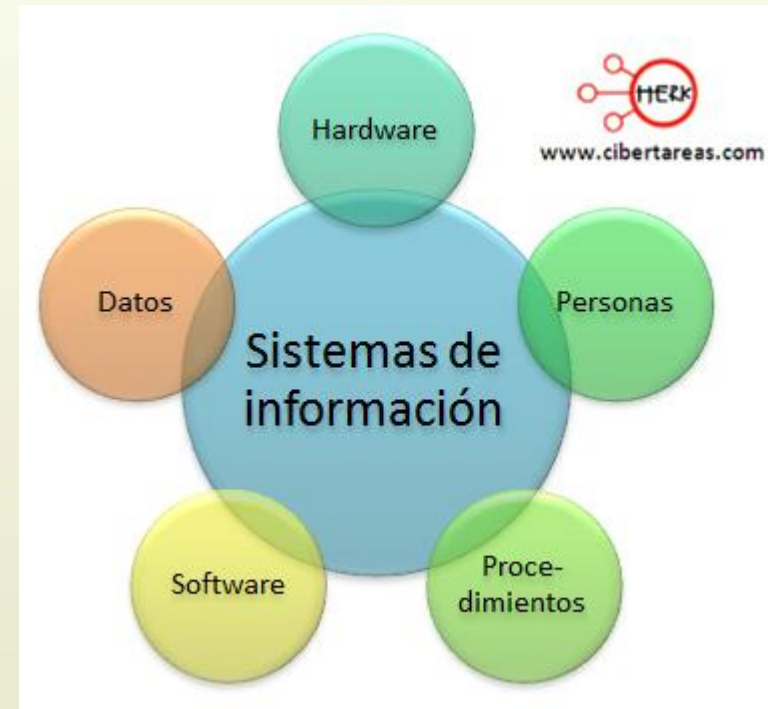 Hardware
HERK
www.cibertareas.com
Datos
Personas
Sistemas de
información
Software
Proce-
dimientos